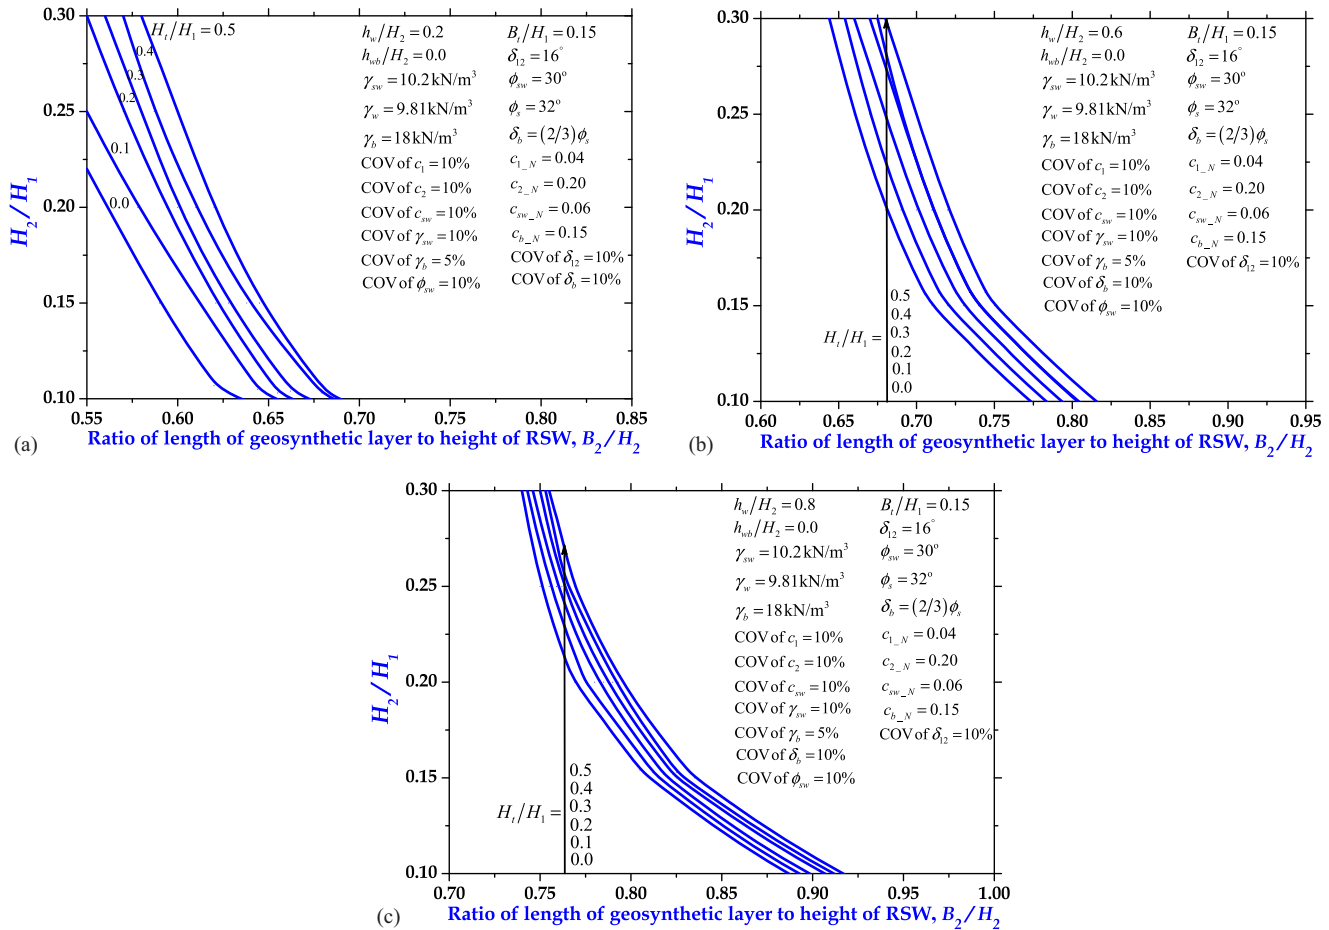 0.30
0.25
0.20
0.15
0.10
H_2/H_1
H_t/H_1=0.5
0.4
0.3
0.2
0.1
0.0
h_w/H_2=0.2
h_wb/H_2=0.0
γ_sw=10.2kN/m³
γ_w=9.81kN/m³
γ_b=18kN/m³
COV of c_1=10%
COV of c_2=10%
COV of c_sw=10%
COV of γ_sw=10%
COV of γ_b=5%
COV of ϕ_sw=10%
B_t/H_1=0.15
δ_12=16°
ϕ_sw=30°
ϕ_s=32°
δ_b=(2/3)ϕ_s
c_1_N=0.04
c_2_N=0.20
c_sw_N=0.06
c_b_N=0.15
COV of δ_12=10%
COV of δ_b=10%
0.55 0.60 0.65 0.70 0.75 0.80 0.85
(a) Ratio of length of geosynthetic layer to height of RSW, B_2/H_2
0.30
0.25
0.20
0.15
0.10
H_2/H_1
H_t/H_1=
0.5
0.4
0.3
0.2
0.1
0.0
h_w/H_2=0.6
h_wb/H_2=0.0
γ_sw=10.2kN/m³
γ_w=9.81kN/m³
γ_b=18kN/m³
COV of c_1=10%
COV of c_2=10%
COV of c_sw=10%
COV of γ_sw=10%
COV of γ_b=5%
COV of δ_b=10%
COV of ϕ_sw=10%
B_t/H_1=0.15
δ_12=16°
ϕ_sw=30°
ϕ_s=32°
δ_b=(2/3)ϕ_s
c_1_N=0.04
c_2_N=0.20
c_sw_N=0.06
c_b_N=0.15
COV of δ_12=10%
0.60 0.65 0.70 0.75 0.80 0.85 0.90 0.95
(b) Ratio of length of geosynthetic layer to height of RSW, B_2/H_2
0.30
0.25
0.20
0.15
0.10
H_2/H_1
H_t/H_1=
0.5
0.4
0.3
0.2
0.1
0.0
h_w/H_2=0.8
h_wb/H_2=0.0
γ_sw=10.2kN/m³
γ_w=9.81kN/m³
γ_b=18kN/m³
COV of c_1=10%
COV of c_2=10%
COV of c_sw=10%
COV of γ_sw=10%
COV of γ_b=5%
COV of δ_b=10%
COV of ϕ_sw=10%
B_t/H_1=0.15
δ_12=16°
ϕ_sw=30°
ϕ_s=32°
δ_b=(2/3)ϕ_s
c_1_N=0.04
c_2_N=0.20
c_sw_N=0.06
c_b_N=0.15
COV of δ_12=10%
0.70 0.75 0.80 0.85 0.90 0.95 1.00
(c) Ratio of length of geosynthetic layer to height of RSW, B_2/H_2